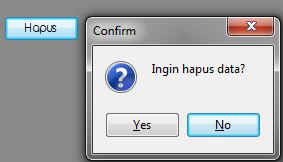 Hapus
Confirm
Ingin hapus data?
Yes
No